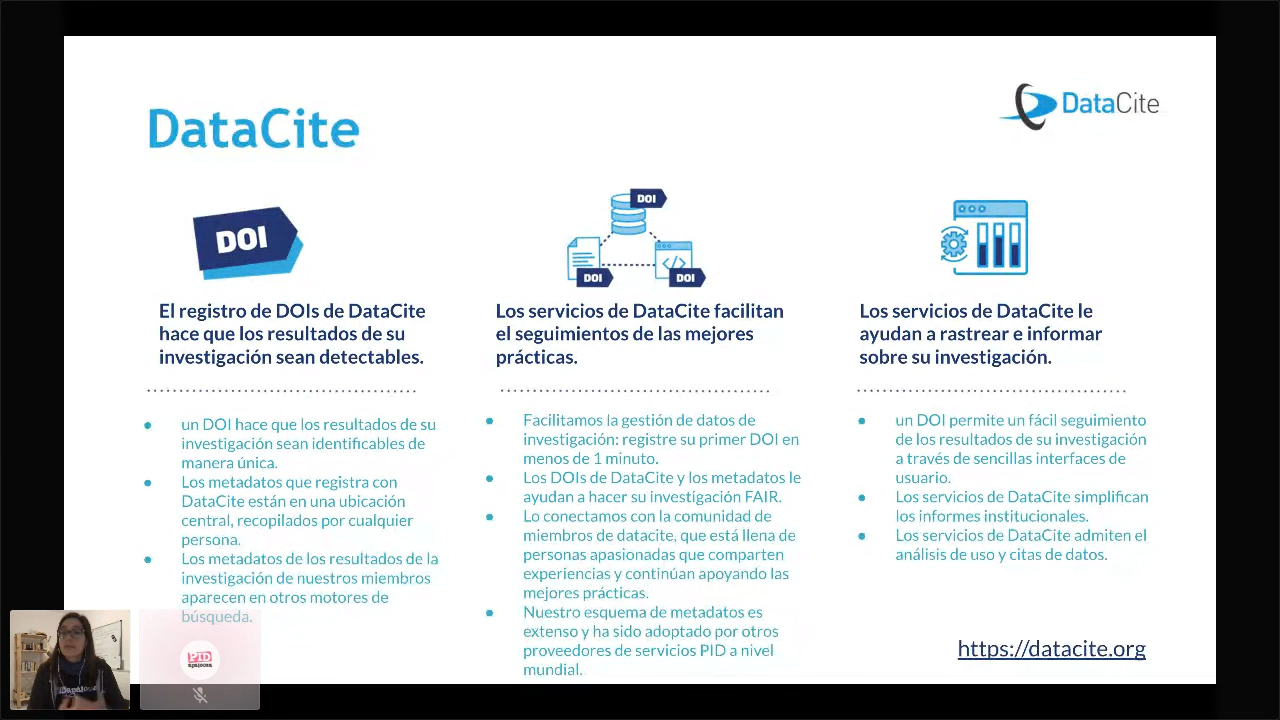 DataCite
DataCite
DOI
DOI
DOI
DOI
El registro de DOIs de DataCite
hace que los resultados de su
investigación sean detectables.
un DOI hace que los resultados de su
investigación sean identificables de
manera única.
Los metadatos que registra con
DataCite están en una ubicación
central, recopilados por cualquier
persona.
Los metadatos de los resultados de la
investigación de nuestros miembros
aparecen en otros motores de
búsqueda.
Los servicios de DataCite facilitan
el seguimientos de las mejores
prácticas.
Facilitamos la gestión de datos de
investigación: registre su primer DOI en
menos de 1 minuto.
Los DOIs de DataCite y los metadatos le
ayudan a hacer su investigación FAIR.
Lo conectamos con la comunidad de
miembros de datacite, que está llena de
personas apasionadas que comparten
experiencias y continúan apoyando las
mejores prácticas.
Nuestro esquema de metadatos es
extenso y ha sido adoptado por otros
proveedores de servicios PID a nivel
mundial.
Los servicios de DataCite le
ayudan a rastrear e informar
sobre su investigación.
un DOI permite un fácil seguimiento
de los resultados de su investigación
a través de sencillas interfaces de
usuario.
Los servicios de DataCite simplifican
los informes institucionales.
Los servicios de DataCite admiten el
análisis de uso y citas de datos.
https://datacite.org
PID
apalooza